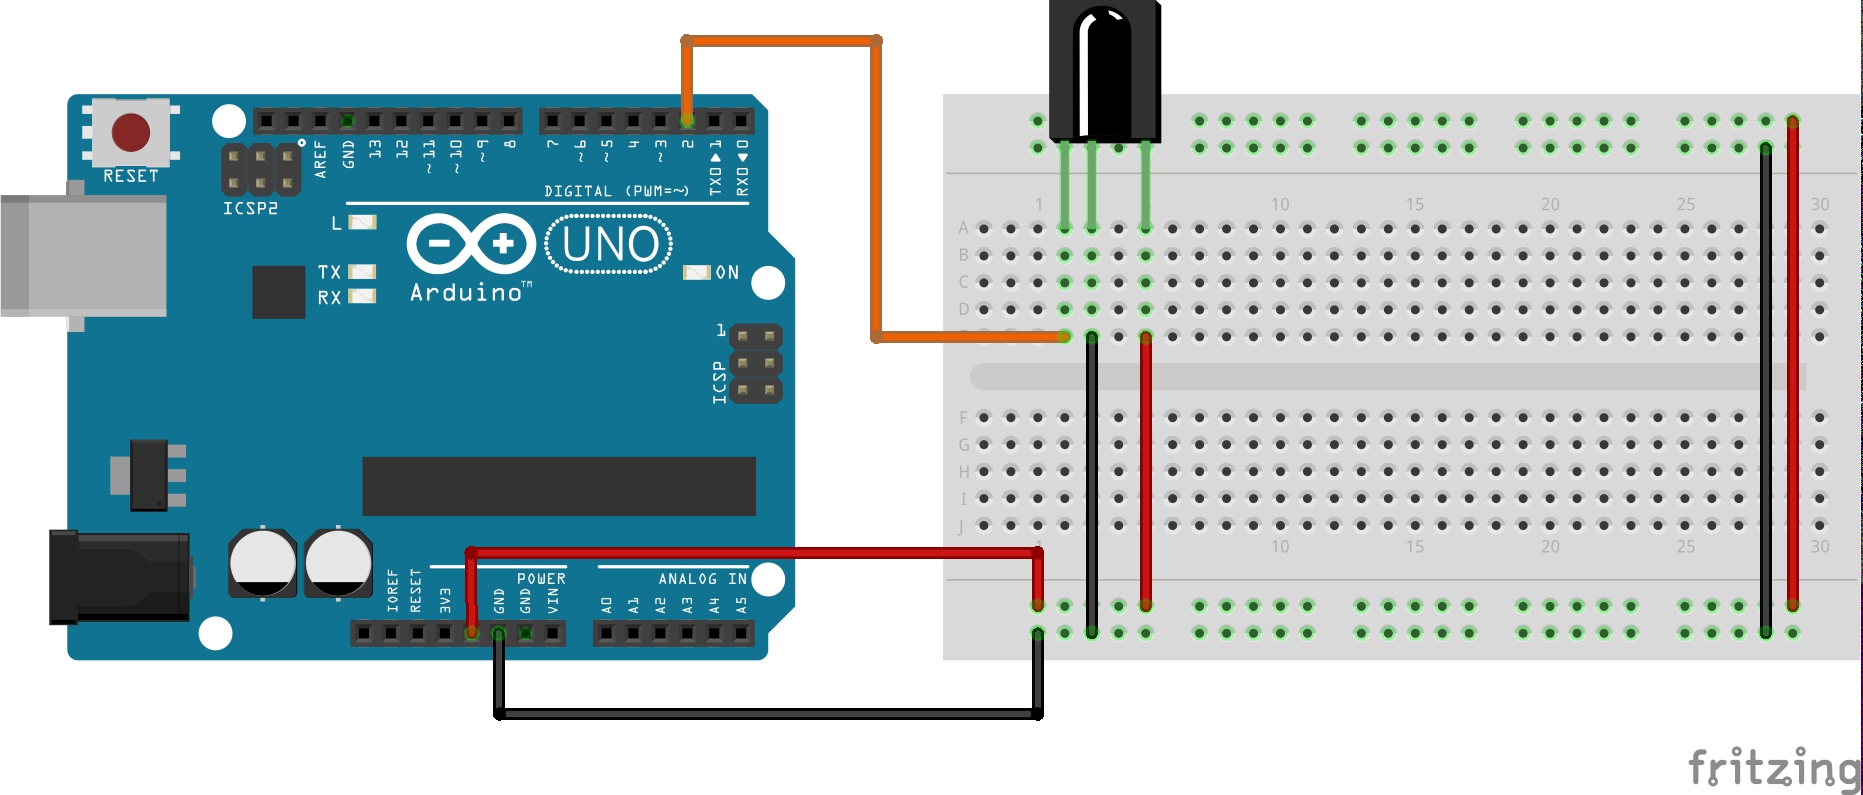 RESET
ICSP2
AREF
GND
13
12
~11
~10
~9
8
7
~6
~5
4
~3
2
TX0▶1
RX0◀0
DIGITAL (PWM=~)
L
TX
RX
UNO
Arduino™
ON
1
ICSP
IOREF
RESET
3V3
GND
GND
VIN
POWER
ANALOG IN
A0
A1
A2
A3
A4
A5
1 10 15 20 25 30
A
B
C
D
F
G
H
I
J
1 10 15 20 25 30
fritzing